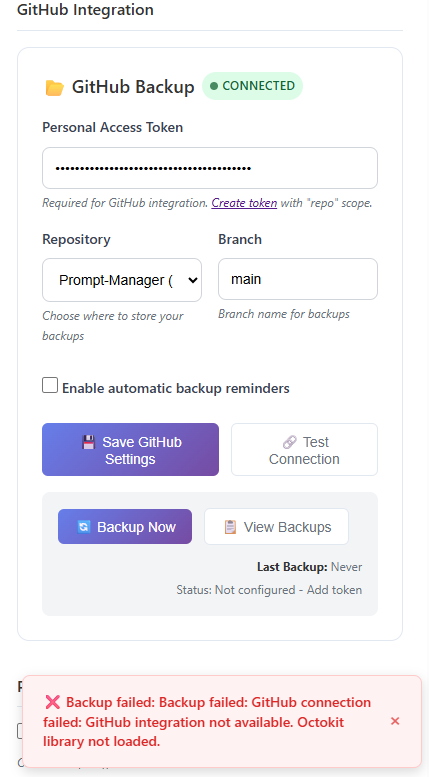 GitHub Integration
GitHub Backup
CONNECTED
Personal Access Token
••••••••••••••••••••••••••••••••••••••••
Required for GitHub integration. Create token with "repo" scope.
Repository
Branch
Prompt-Manager (
main
Choose where to store your
backups
Branch name for backups
Enable automatic backup reminders
Save GitHub
Settings
Test
Connection
Backup Now
View Backups
Last Backup: Never
Status: Not configured - Add token
Backup failed: Backup failed: GitHub connection
failed: GitHub integration not available. Octokit
library not loaded.
×